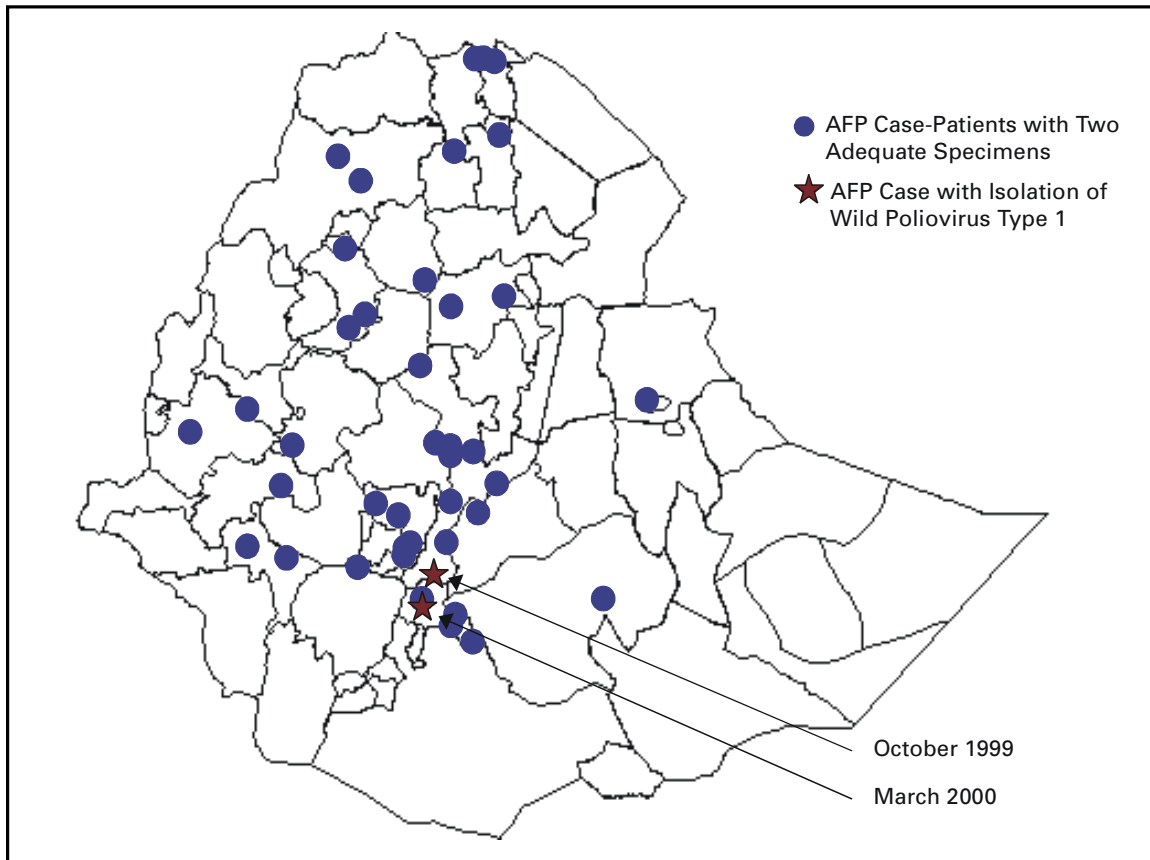 AFP Case-Patients with Two
Adequate Specimens
AFP Case with Isolation of
Wild Poliovirus Type 1
October 1999
March 2000